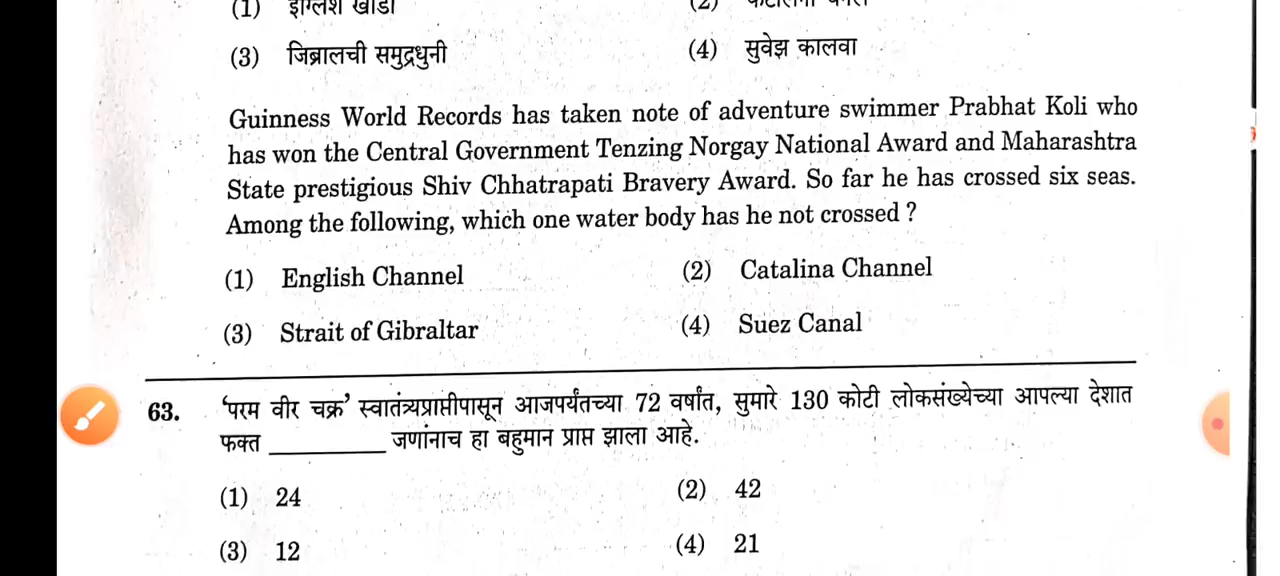 (1) इंग्लिश खाडी (2)
(3) जिब्रालची समुद्रधुनी (4) सुवेझ कालवा
Guinness World Records has taken note of adventure swimmer Prabhat Koli who
has won the Central Government Tenzing Norgay National Award and Maharashtra
State prestigious Shiv Chhatrapati Bravery Award. So far he has crossed six seas.
Among the following, which one water body has he not crossed ?
(1) English Channel (2) Catalina Channel
(3) Strait of Gibraltar (4) Suez Canal
63. 'परम वीर चक्र' स्वातंत्र्यप्राप्तीपासून आजपर्यंतच्या 72 वर्षांत, सुमारे 130 कोटी लोकसंख्येच्या आपल्या देशात
फक्त __________ जणांनाच हा बहुमान प्राप्त झाला आहे.
(1) 24 (2) 42
(3) 12 (4) 21